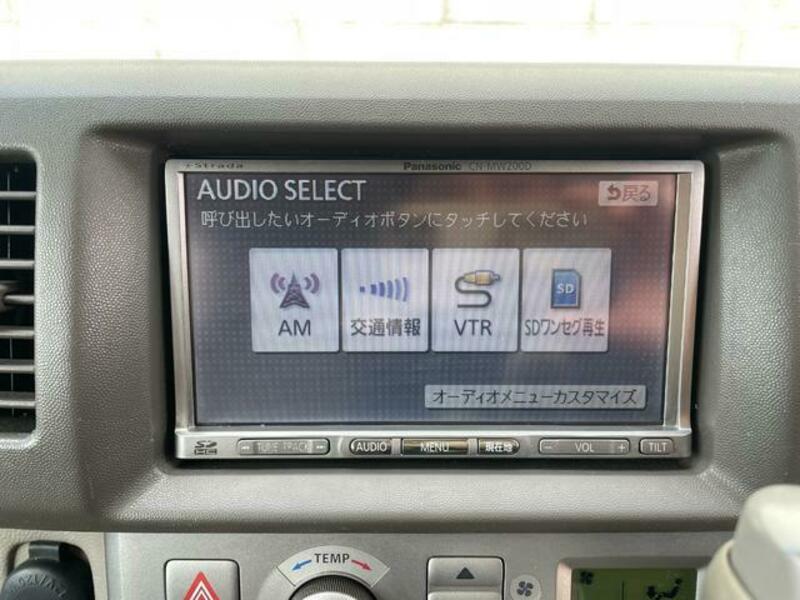 Strada
Panasonic CN-MW200D
AUDIO SELECT
戻る
呼び出したいオーディオボタンにタッチしてください
AM
交通情報
VTR
SD
SDワンセグ再生
オーディオメニューカスタマイズ
SD HC
TUNE TRACK
AUDIO
MENU
現在地
− VOL +
TILT
TEMP